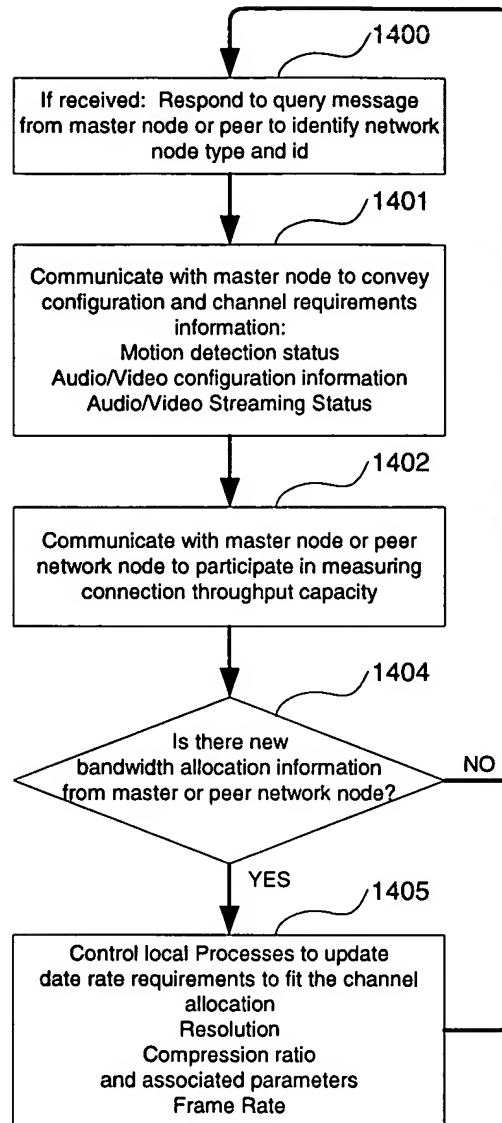 1400
If received: Respond to query message
from master node or peer to identify network
node type and id
1401
Communicate with master node to convey
configuration and channel requirements
information:
Motion detection status
Audio/Video configuration information
Audio/Video Streaming Status
1402
Communicate with master node or peer
network node to participate in measuring
connection throughput capacity
1404
Is there new
bandwidth allocation information
from master or peer network node?
NO
YES
1405
Control local Processes to update
date rate requirements to fit the channel
allocation
Resolution
Compression ratio
and associated parameters
Frame Rate